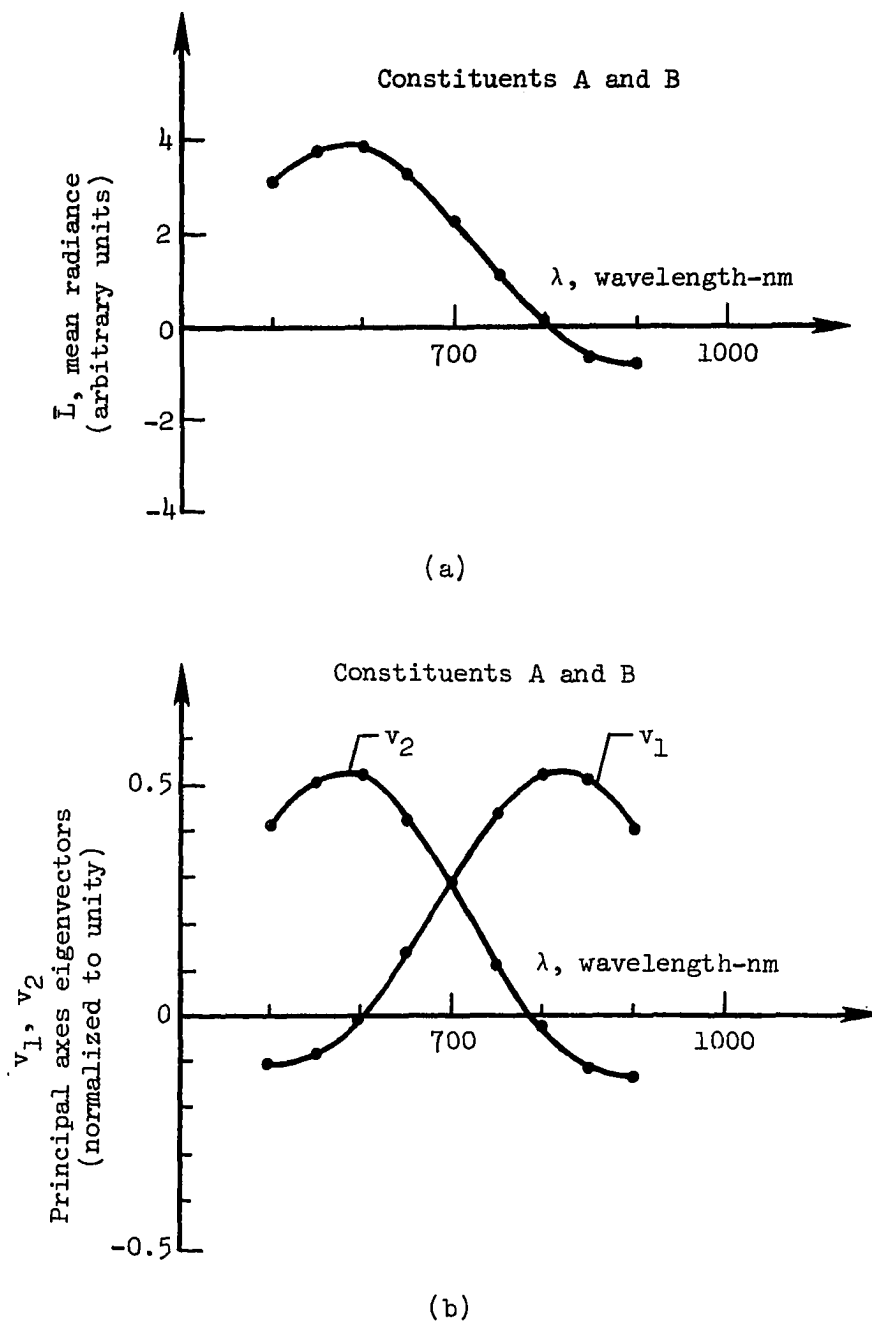 Constituents A and B
4
2
0
-2
-4
L̄, mean radiance
(arbitrary units)
λ, wavelength-nm
700
1000
(a)
Constituents A and B
v₂
v₁
0.5
0
-0.5
v₁, v₂
Principal axes eigenvectors
(normalized to unity)
λ, wavelength-nm
700
1000
(b)